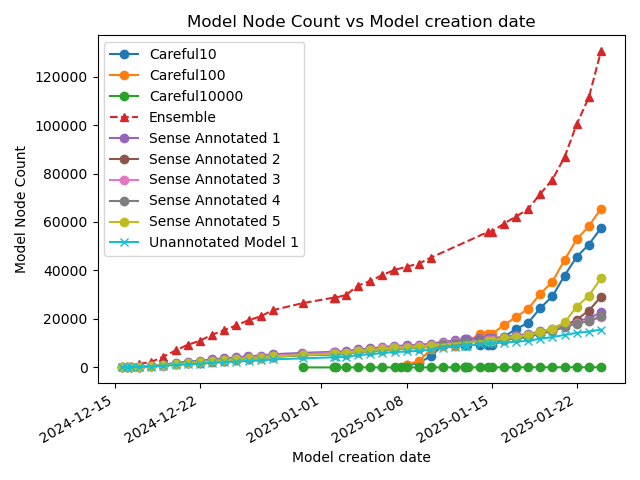 Model Node Count vs Model creation date
Careful10
Careful100
Careful10000
Ensemble
Sense Annotated 1
Sense Annotated 2
Sense Annotated 3
Sense Annotated 4
Sense Annotated 5
Unannotated Model 1
Model Node Count
120000
100000
80000
60000
40000
20000
0
2024-12-15
2024-12-22
2025-01-01
2025-01-08
2025-01-15
2025-01-22
Model creation date